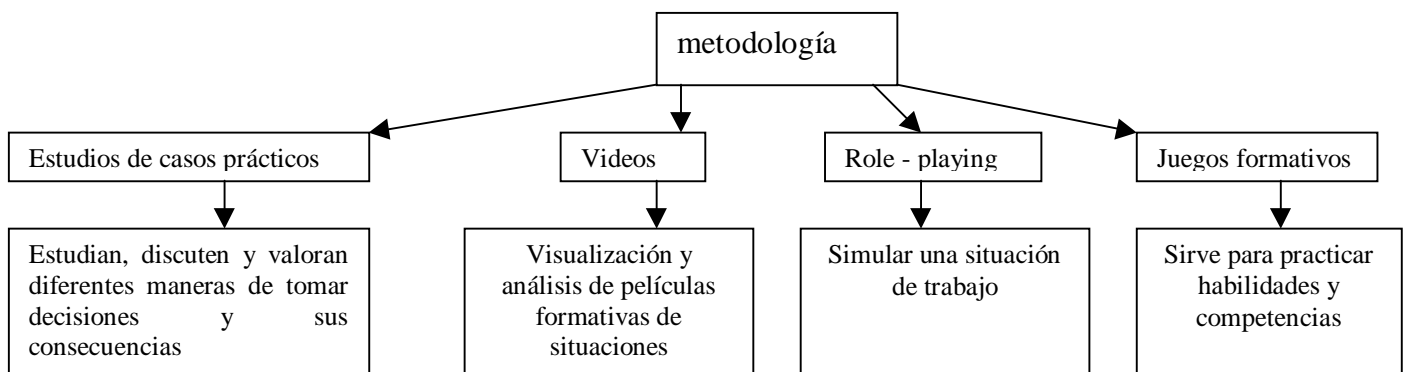 metodología
Estudios de casos prácticos
Videos
Role - playing
Juegos formativos
Estudian, discuten y valoran
diferentes maneras de tomar
decisiones y sus
consecuencias
Visualización y
análisis de películas
formativas de
situaciones
Simular una situación
de trabajo
Sirve para practicar
habilidades y
competencias